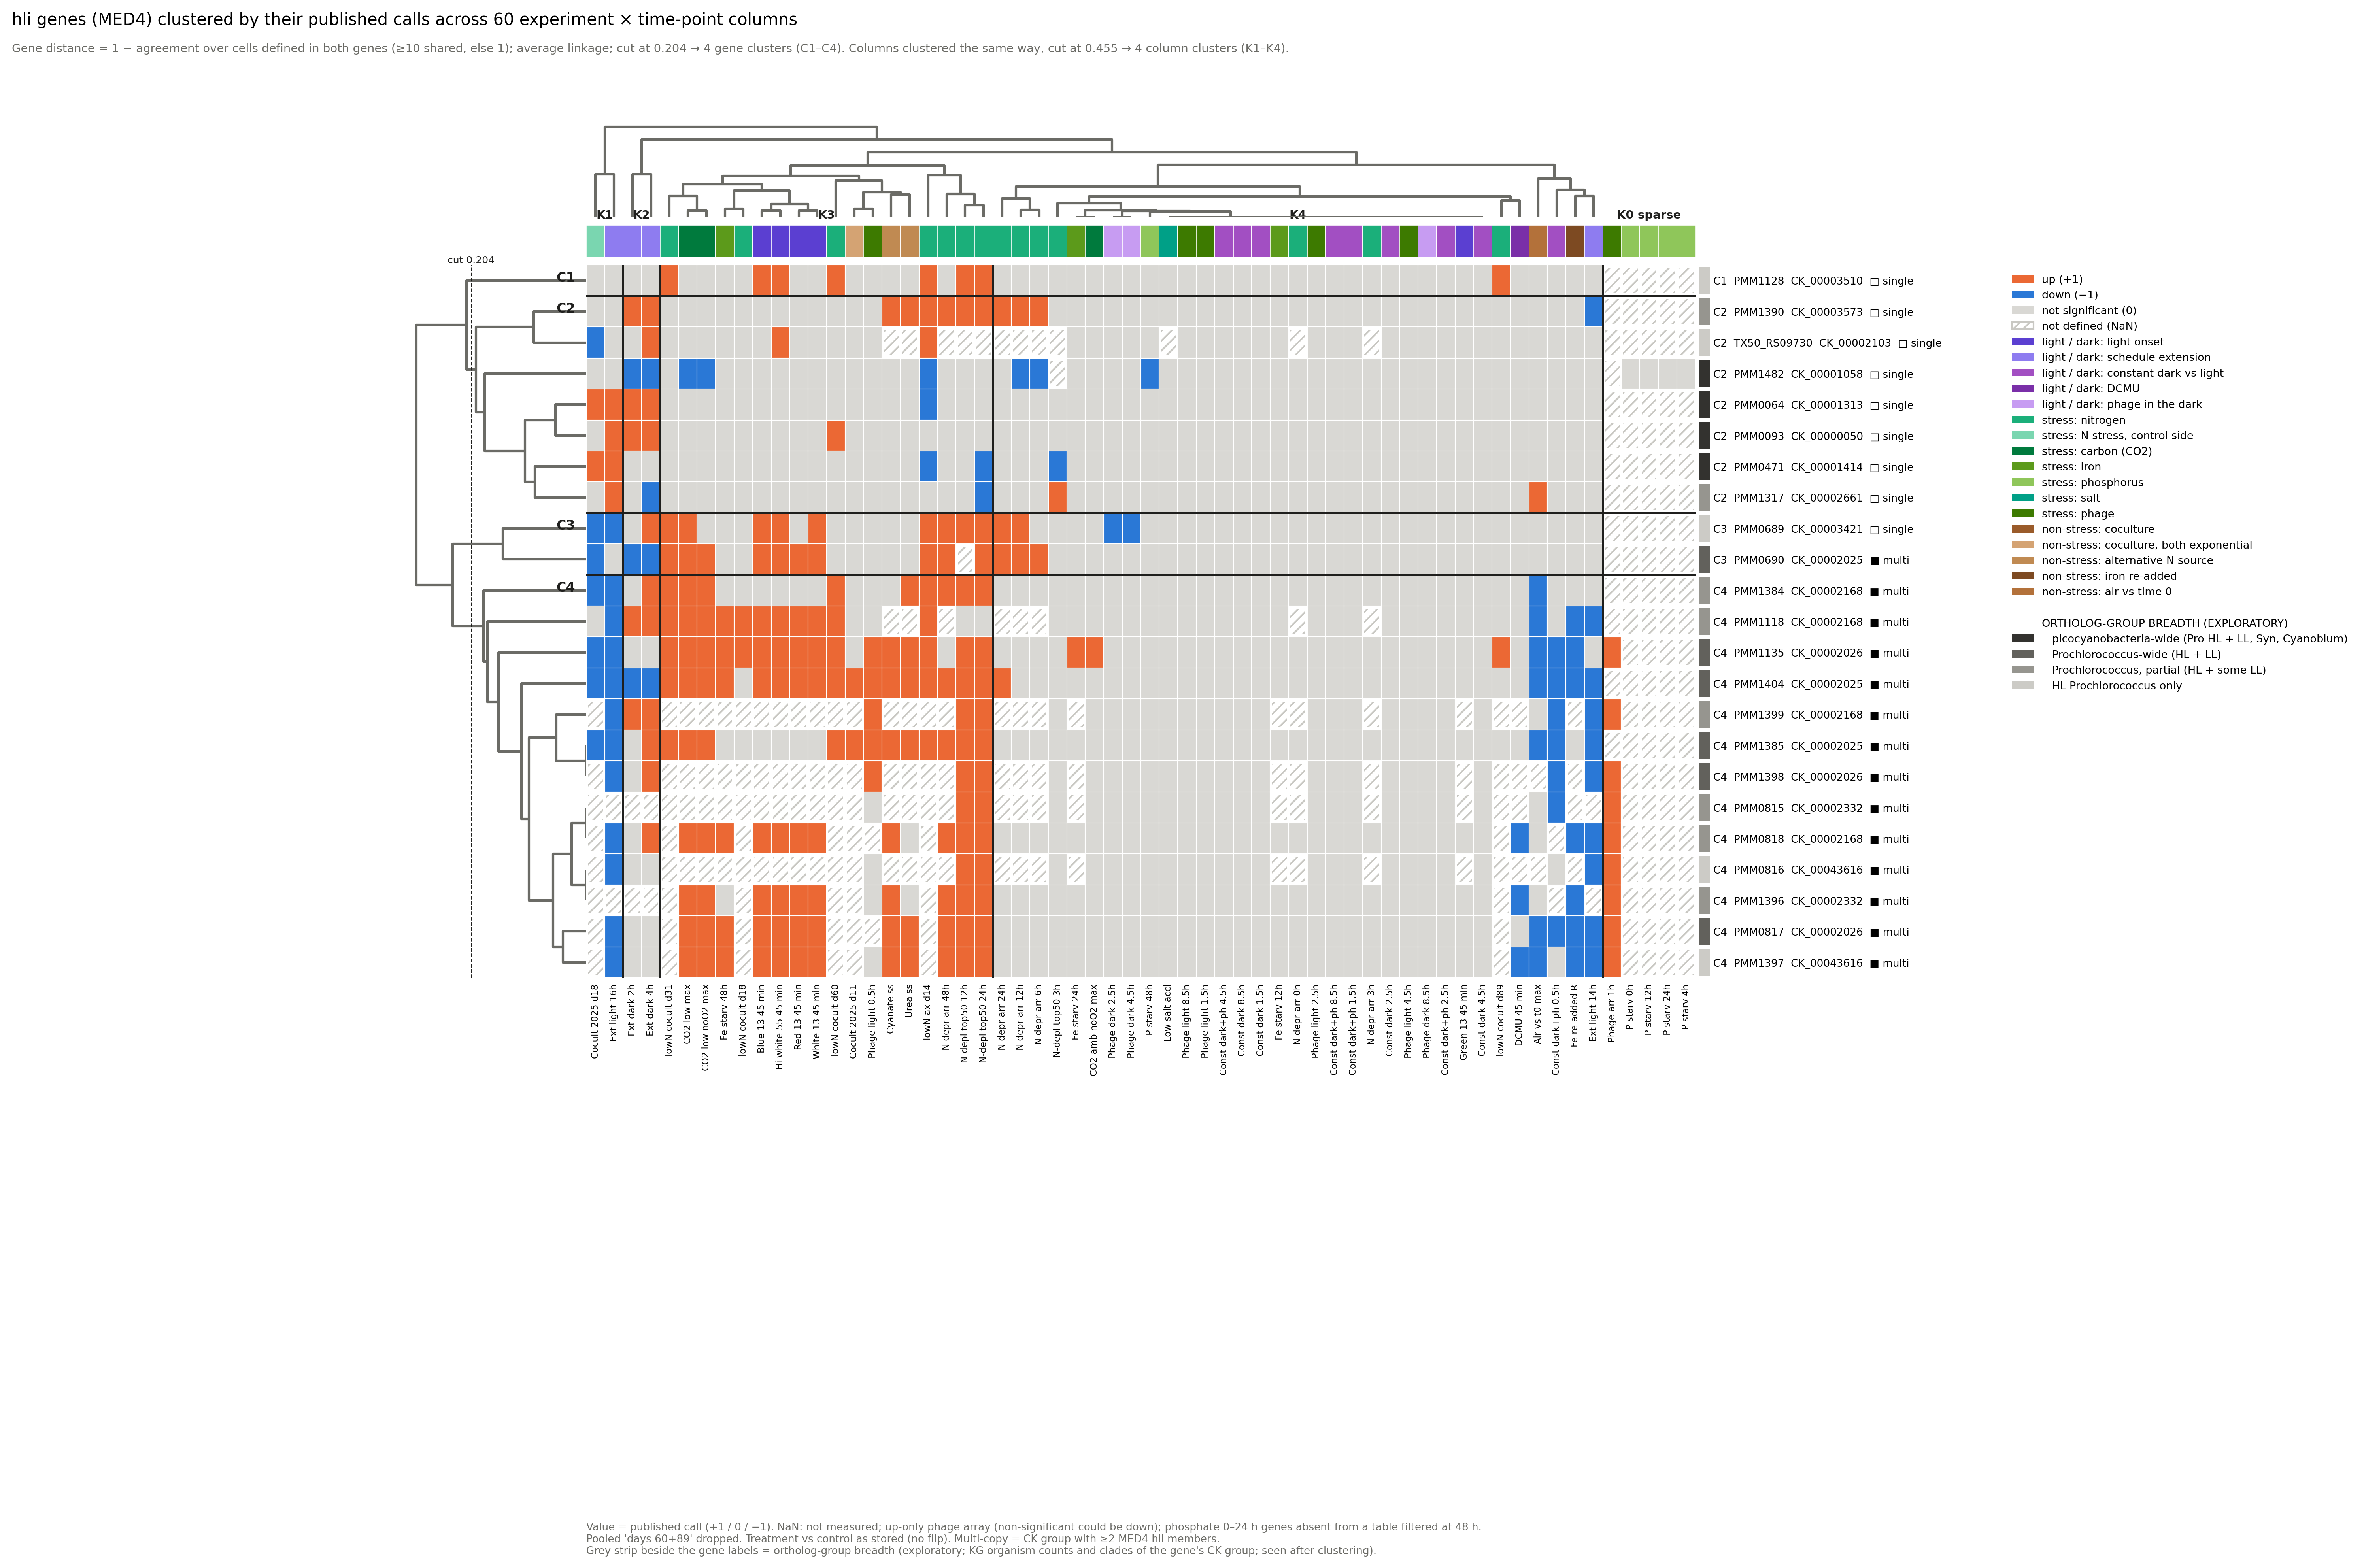 hli genes (MED4) clustered by their published calls across 60 experiment × time-point columns
Gene distance = 1 − agreement over cells defined in both genes (≥10 shared, else 1); average linkage; cut at 0.204 → 4 gene clusters (C1–C4). Columns clustered the same way, cut at 0.455 → 4 column clusters (K1–K4).
K1 K2 K3 K4 K0 sparse
cut 0.204
C1
C2
C3
C4
C1 PMM1128 CK_00003510 □ single
C2 PMM1390 CK_00003573 □ single
C2 TX50_RS09730 CK_00002103 □ single
C2 PMM1482 CK_00001058 □ single
C2 PMM0064 CK_00001313 □ single
C2 PMM0093 CK_00000050 □ single
C2 PMM0471 CK_00001414 □ single
C2 PMM1317 CK_00002661 □ single
C3 PMM0689 CK_00003421 □ single
C3 PMM0690 CK_00002025 ■ multi
C4 PMM1384 CK_00002168 ■ multi
C4 PMM1118 CK_00002168 ■ multi
C4 PMM1135 CK_00002026 ■ multi
C4 PMM1404 CK_00002025 ■ multi
C4 PMM1399 CK_00002168 ■ multi
C4 PMM1385 CK_00002025 ■ multi
C4 PMM1398 CK_00002026 ■ multi
C4 PMM0815 CK_00002332 ■ multi
C4 PMM0818 CK_00002168 ■ multi
C4 PMM0816 CK_00043616 ■ multi
C4 PMM1396 CK_00002332 ■ multi
C4 PMM0817 CK_00002026 ■ multi
C4 PMM1397 CK_00043616 ■ multi
up (+1)
down (−1)
not significant (0)
not defined (NaN)
light / dark: light onset
light / dark: schedule extension
light / dark: constant dark vs light
light / dark: DCMU
light / dark: phage in the dark
stress: nitrogen
stress: N stress, control side
stress: carbon (CO2)
stress: iron
stress: phosphorus
stress: salt
stress: phage
non-stress: coculture
non-stress: coculture, both exponential
non-stress: alternative N source
non-stress: iron re-added
non-stress: air vs time 0
ORTHOLOG-GROUP BREADTH (EXPLORATORY)
picocyanobacteria-wide (Pro HL + LL, Syn, Cyanobium)
Prochlorococcus-wide (HL + LL)
Prochlorococcus, partial (HL + some LL)
HL Prochlorococcus only
Cocult 2025 d18
Ext light 16h
Ext dark 2h
Ext dark 4h
lowN cocult d31
CO2 low max
CO2 low noO2 max
Fe starv 48h
lowN cocult d18
Blue 13 45 min
Hi white 55 45 min
Red 13 45 min
White 13 45 min
lowN cocult d60
Cocult 2025 d11
Phage light 0.5h
Cyanate ss
Urea ss
lowN ax d14
N depr arr 48h
N-depl top50 12h
N-depl top50 24h
N depr arr 24h
N depr arr 12h
N depr arr 6h
N-depl top50 3h
Fe starv 24h
CO2 amb noO2 max
Phage dark 2.5h
Phage dark 4.5h
P starv 48h
Low salt accl
Phage light 8.5h
Phage light 1.5h
Const dark+ph 4.5h
Const dark 8.5h
Const dark 1.5h
Fe starv 12h
N depr arr 0h
Phage light 2.5h
Const dark+ph 8.5h
Const dark+ph 1.5h
N depr arr 3h
Const dark 2.5h
Phage light 4.5h
Phage dark 8.5h
Const dark+ph 2.5h
Green 13 45 min
Const dark 4.5h
lowN cocult d89
DCMU 45 min
Air vs t0 max
Const dark+ph 0.5h
Fe re-added R
Ext light 14h
Phage arr 1h
P starv 0h
P starv 12h
P starv 24h
P starv 4h
Value = published call (+1 / 0 / −1). NaN: not measured; up-only phage array (non-significant could be down); phosphate 0–24 h genes absent from a table filtered at 48 h.
Pooled 'days 60+89' dropped. Treatment vs control as stored (no flip). Multi-copy = CK group with ≥2 MED4 hli members.
Grey strip beside the gene labels = ortholog-group breadth (exploratory; KG organism counts and clades of the gene's CK group; seen after clustering).